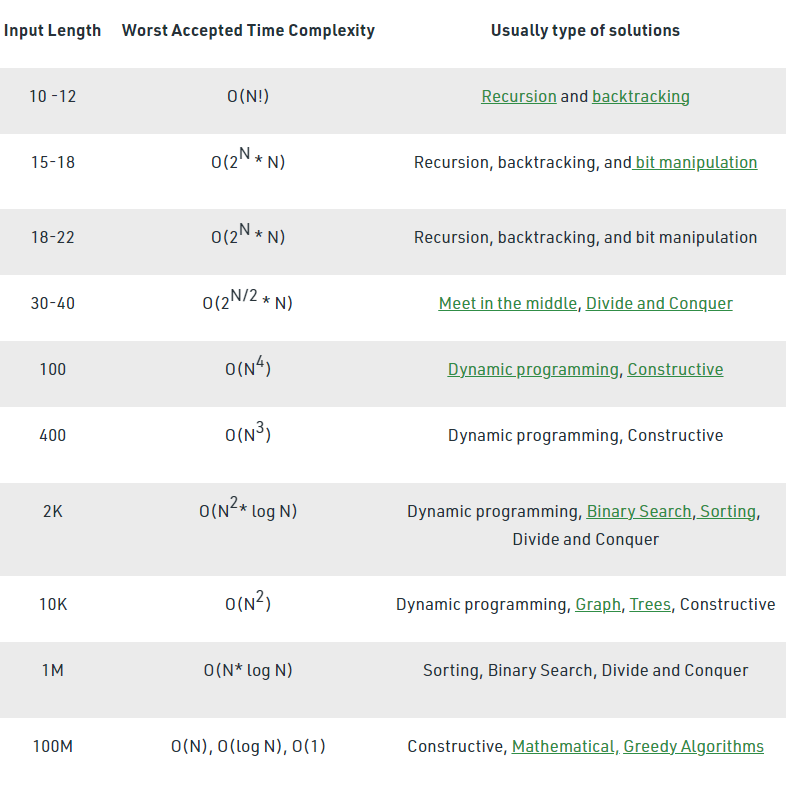 Input Length Worst Accepted Time Complexity Usually type of solutions
10 -12 O(N!) Recursion and backtracking
15-18 O(2^N * N) Recursion, backtracking, and bit manipulation
18-22 O(2^N * N) Recursion, backtracking, and bit manipulation
30-40 O(2^N/2 * N) Meet in the middle, Divide and Conquer
100 O(N^4) Dynamic programming, Constructive
400 O(N^3) Dynamic programming, Constructive
2K O(N^2* log N) Dynamic programming, Binary Search, Sorting,
Divide and Conquer
10K O(N^2) Dynamic programming, Graph, Trees, Constructive
1M O(N* log N) Sorting, Binary Search, Divide and Conquer
100M O(N), O(log N), O(1) Constructive, Mathematical, Greedy Algorithms